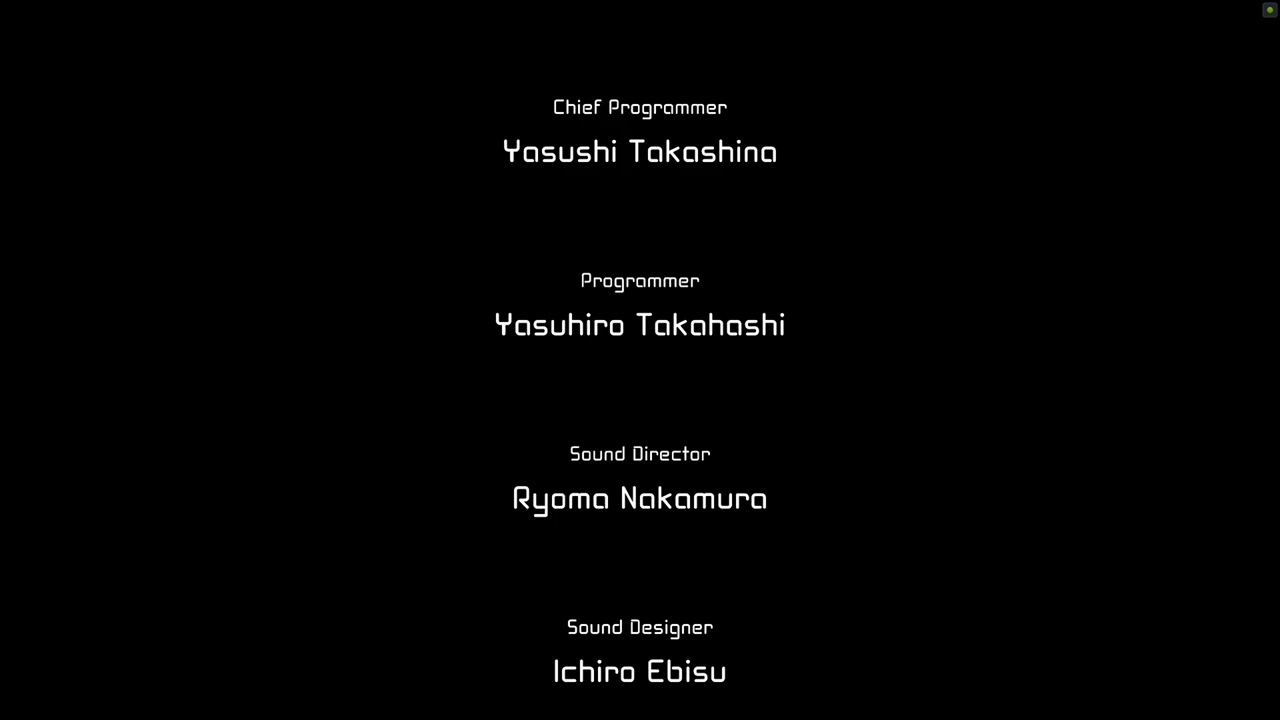 Chief Programmer
Yasushi Takashina
Programmer
Yasuhiro Takahashi
Sound Director
Ryoma Nakamura
Sound Designer
Ichiro Ebisu